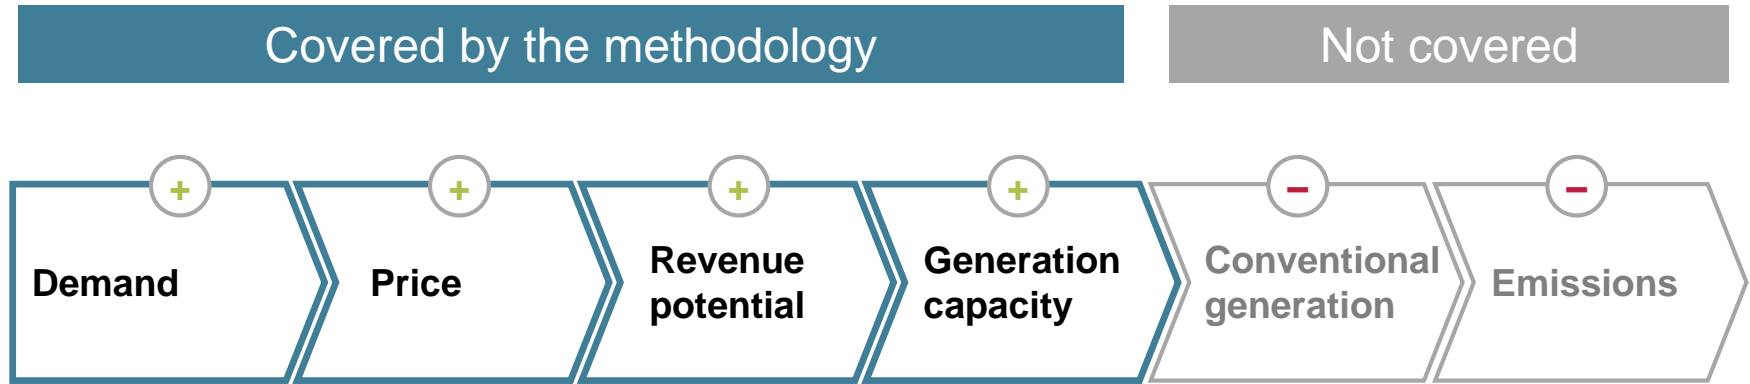 Covered by the methodology
Not covered
+ + + + − −
Demand
Price
Revenue
potential
Generation
capacity
Conventional
generation
Emissions